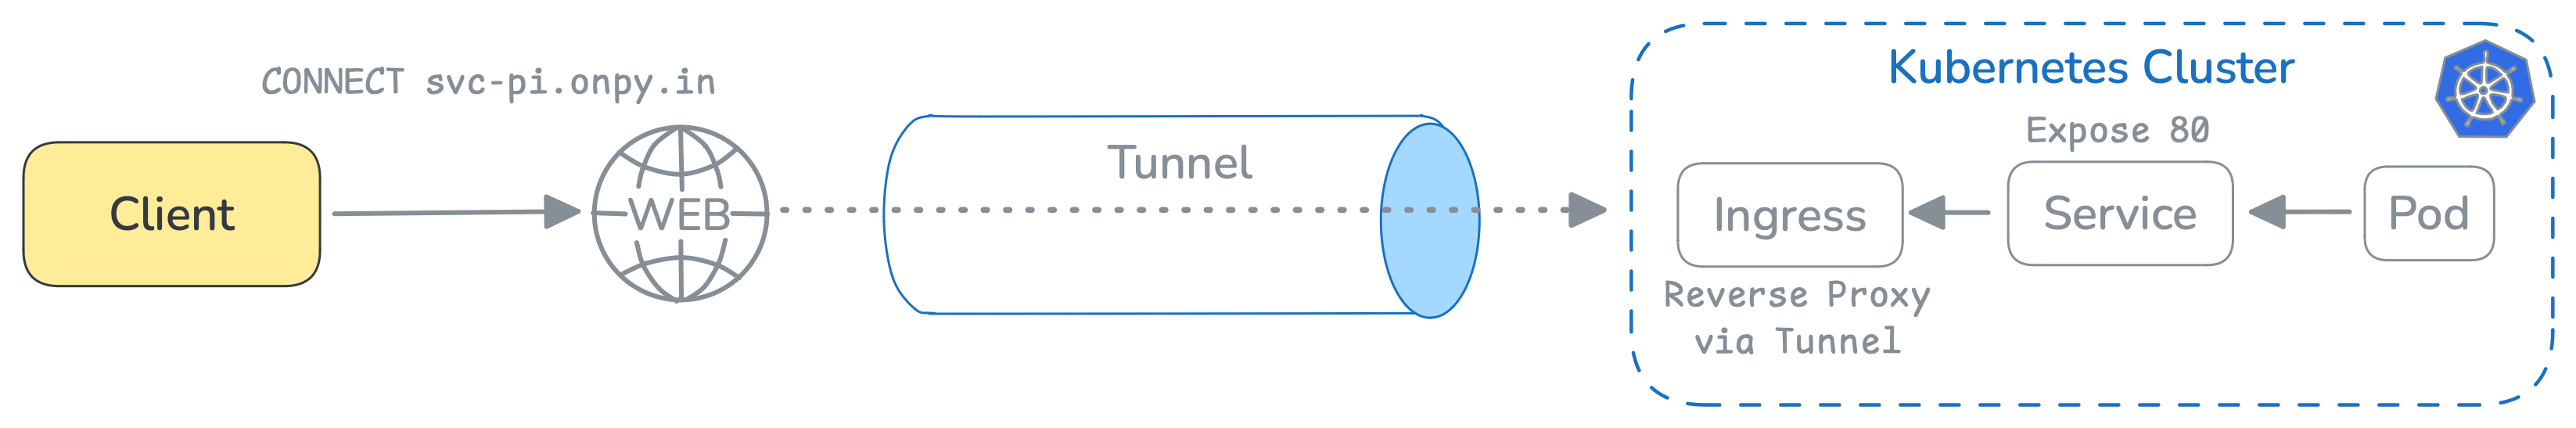 CONNECT svc-pi.onpy.in
Client
WEB
Tunnel
Kubernetes Cluster
Expose 80
Ingress
Service
Pod
Reverse Proxy
via Tunnel